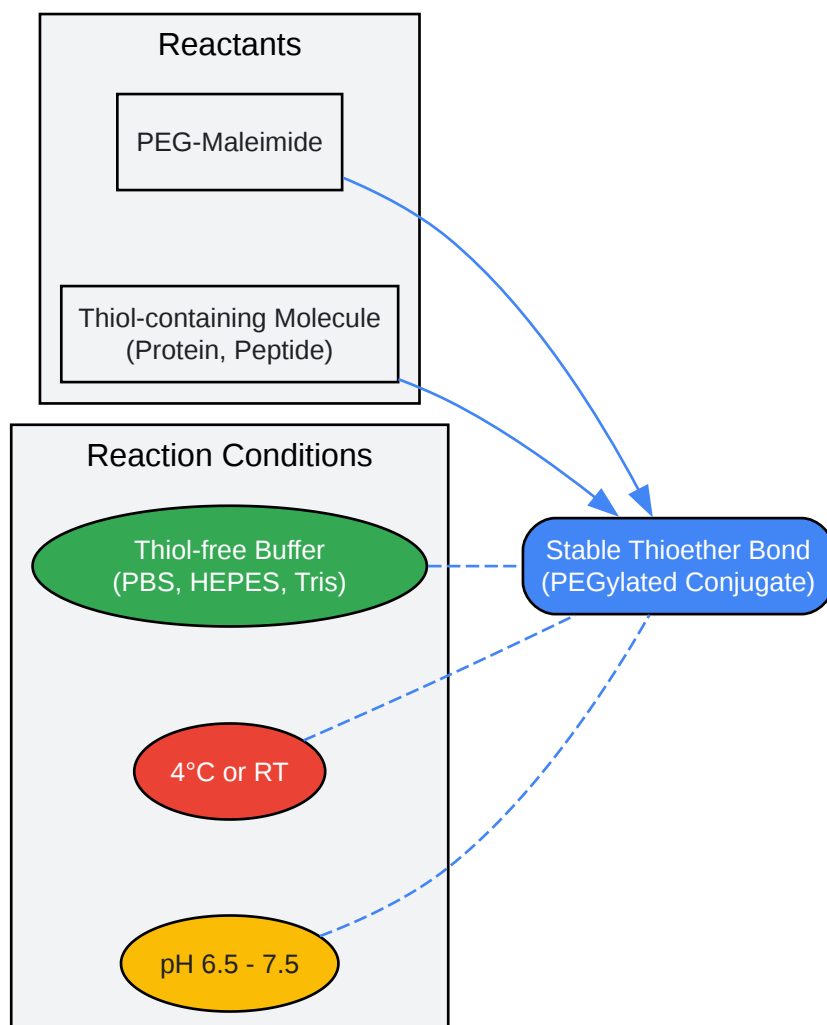 Reactants
PEG-Maleimide
Thiol-containing Molecule
(Protein, Peptide)
Reaction Conditions
Thiol-free Buffer
(PBS, HEPES, Tris)
Stable Thioether Bond
(PEGylated Conjugate)
4°C or RT
pH 6.5 - 7.5